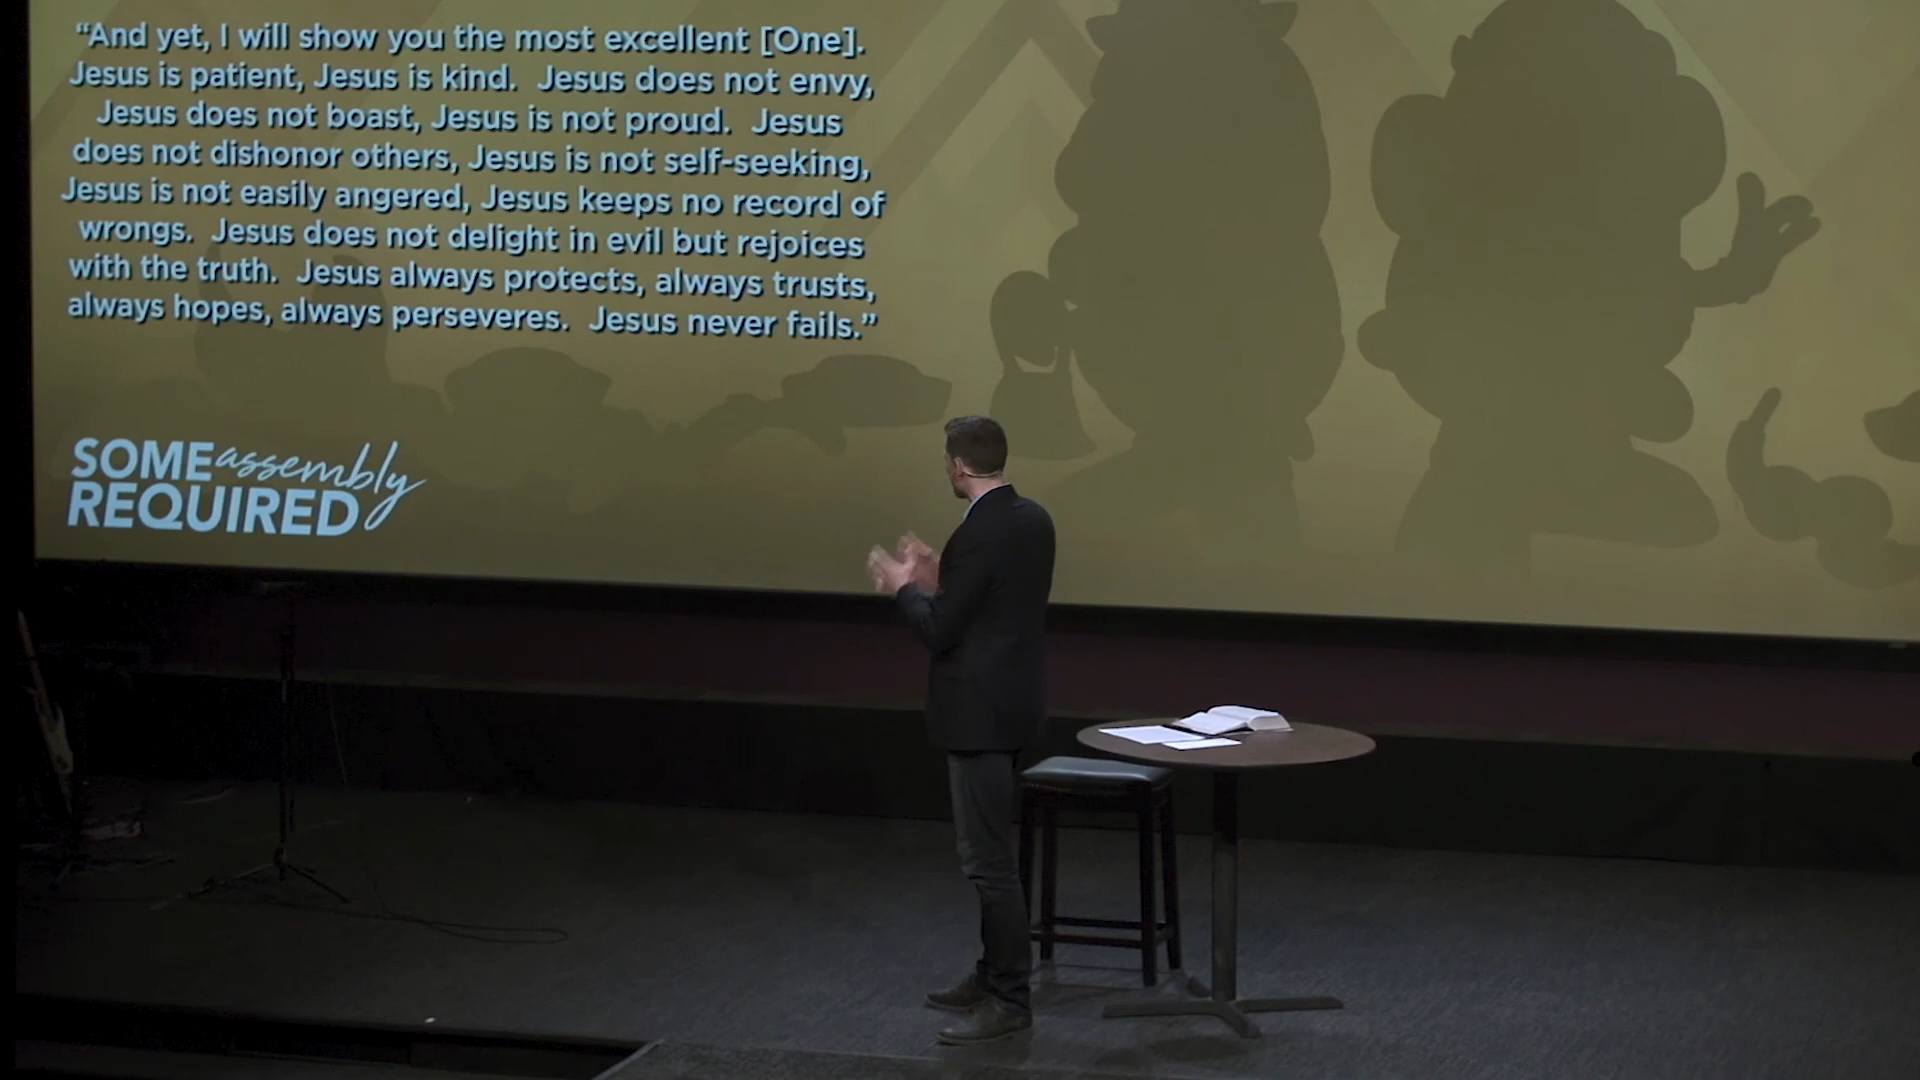 “And yet, I will show you the most excellent [One].
Jesus is patient, Jesus is kind.  Jesus does not envy,
Jesus does not boast, Jesus is not proud.  Jesus
does not dishonor others, Jesus is not self-seeking,
Jesus is not easily angered, Jesus keeps no record of
wrongs.  Jesus does not delight in evil but rejoices
with the truth.  Jesus always protects, always trusts,
always hopes, always perseveres.  Jesus never fails.”
SOME assembly
REQUIRED